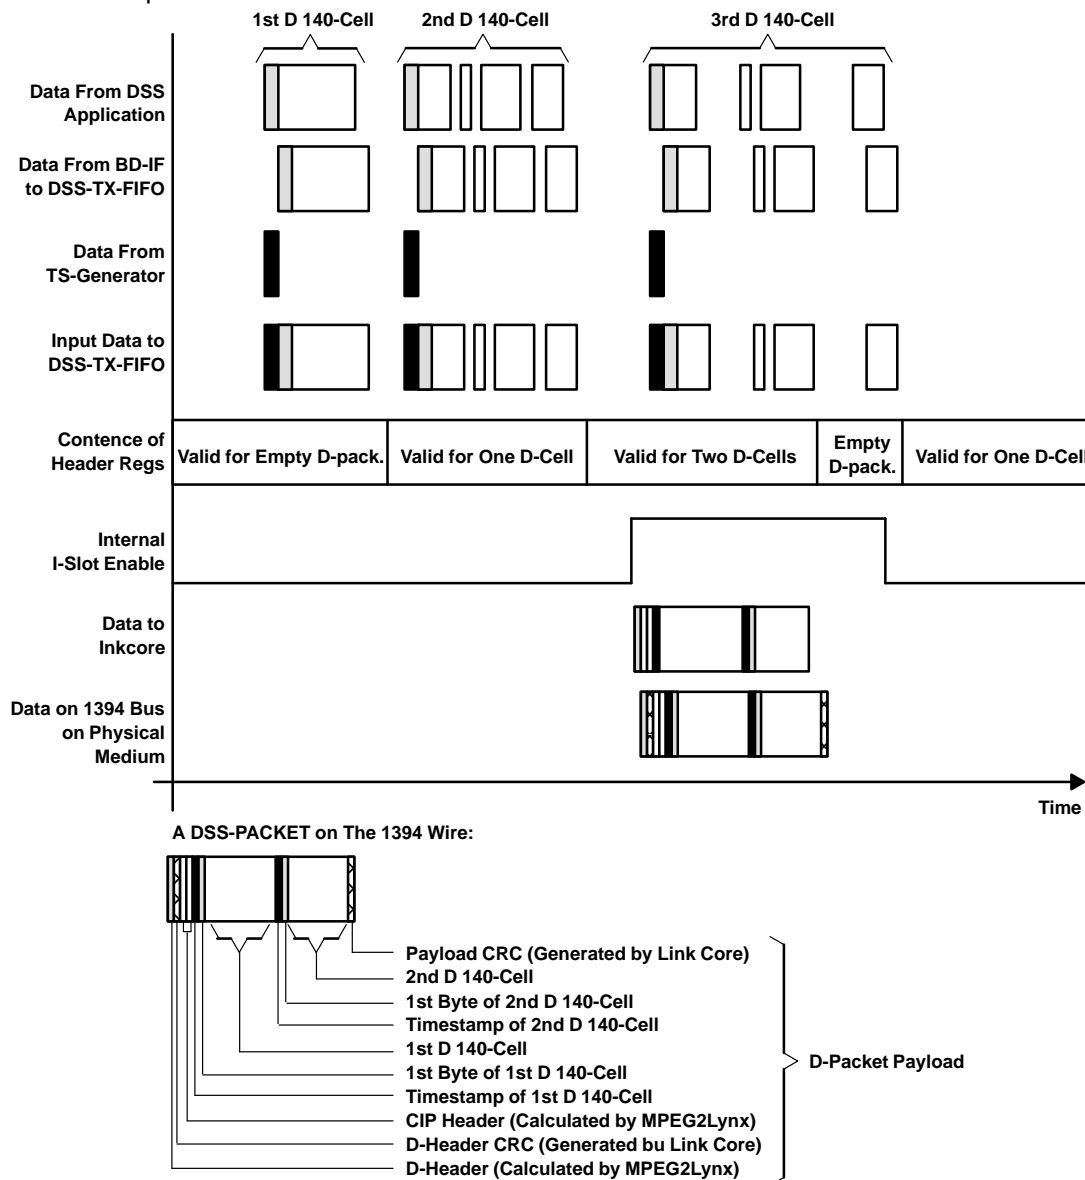 1st D 140-Cell
2nd D 140-Cell
3rd D 140-Cell
Data From DSS
Application
Data From BD-IF
to DSS-TX-FIFO
Data From
TS-Generator
Input Data to
DSS-TX-FIFO
Contence of
Header Regs
Valid for Empty D-pack.
Valid for One D-Cell
Valid for Two D-Cells
Empty
D-pack.
Valid for One D-Cell
Internal
I-Slot Enable
Data to
Inkcore
Data on 1394 Bus
on Physical
Medium
Time
A DSS-PACKET on The 1394 Wire:
Payload CRC (Generated by Link Core)
2nd D 140-Cell
1st Byte of 2nd D 140-Cell
Timestamp of 2nd D 140-Cell
1st D 140-Cell
1st Byte of 1st D 140-Cell
Timestamp of 1st D 140-Cell
CIP Header (Calculated by MPEG2Lynx)
D-Header CRC (Generated bu Link Core)
D-Header (Calculated by MPEG2Lynx)
D-Packet Payload